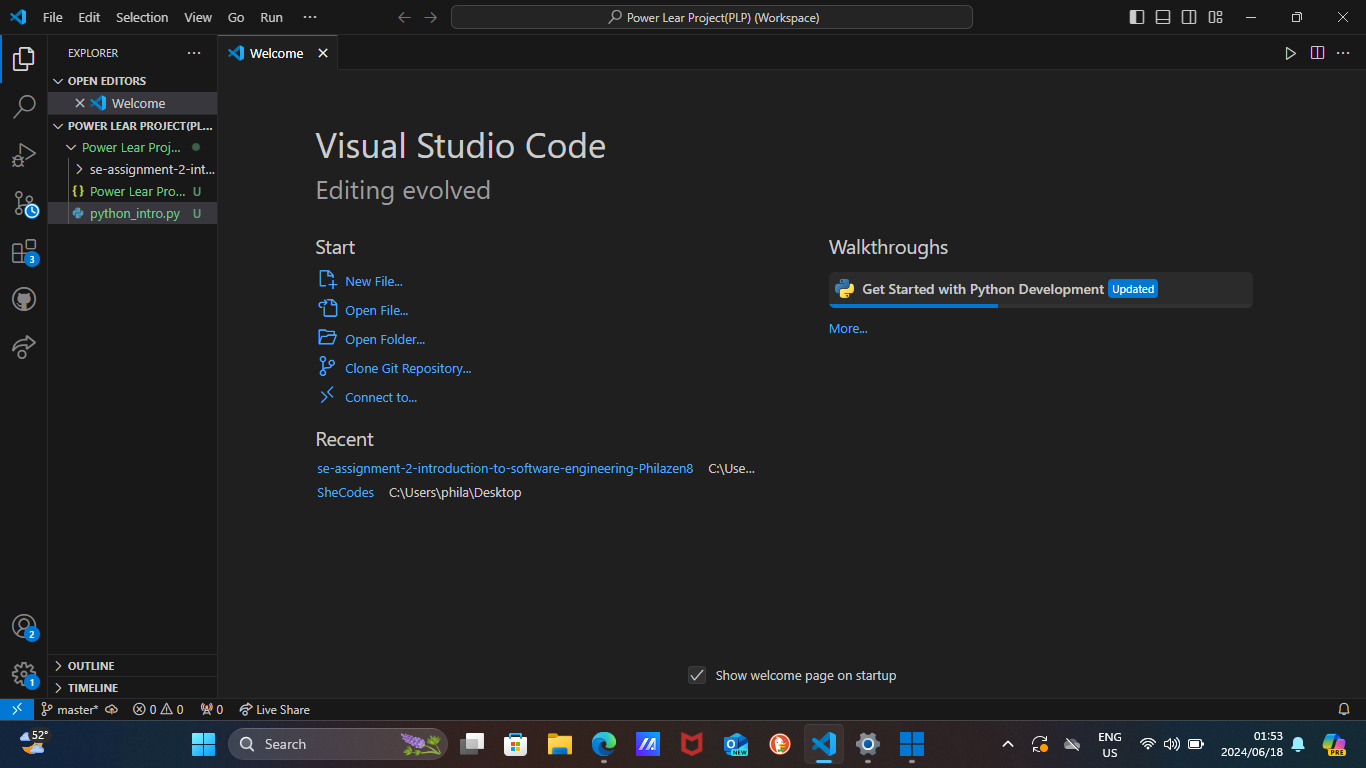 File Edit Selection View Go Run ···
Power Lear Project(PLP) (Workspace)
EXPLORER
Welcome
OPEN EDITORS
Welcome
POWER LEAR PROJECT(PL...
Power Lear Proj...
se-assignment-2-int...
{} Power Lear Pro... U
python_intro.py U
3
Visual Studio Code
Editing evolved
Start
New File...
Open File...
Open Folder...
Clone Git Repository...
Connect to...
Recent
se-assignment-2-introduction-to-software-engineering-Philazen8 C:\Use...
SheCodes C:\Users\phila\Desktop
Walkthroughs
Get Started with Python Development Updated
More...
Show welcome page on startup
2
1
OUTLINE
TIMELINE
master* 0 0 0 Live Share
52°
Search
NEW
ENG
US
01:53
2024/06/18
PRE